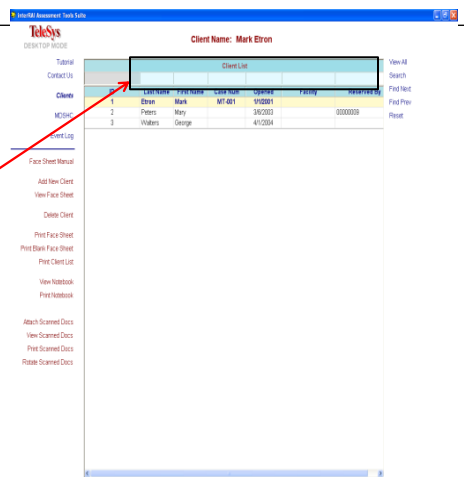 InterRAI Assessment Tools Suite
TeleSys
DESKTOP MODE
Client Name: Mark Etron
Tutorial
Contact Us
Clients
MDSHC
Event Log
Face Sheet Manual
Add New Client
View Face Sheet
Delete Client
Print Face Sheet
Print Blank Face Sheet
Print Client List
View Notebook
Print Notebook
Attach Scanned Docs
View Scanned Docs
Print Scanned Docs
Rotate Scanned Docs
Client List
ID Last Name First Name Case Num Opened Facility Reserved By
1 Etron Mark MT-001 1/1/2001
2 Peters Mary 3/6/2003 00000009
3 Walters George 4/1/2004
View All
Search
Find Next
Find Prev
Reset